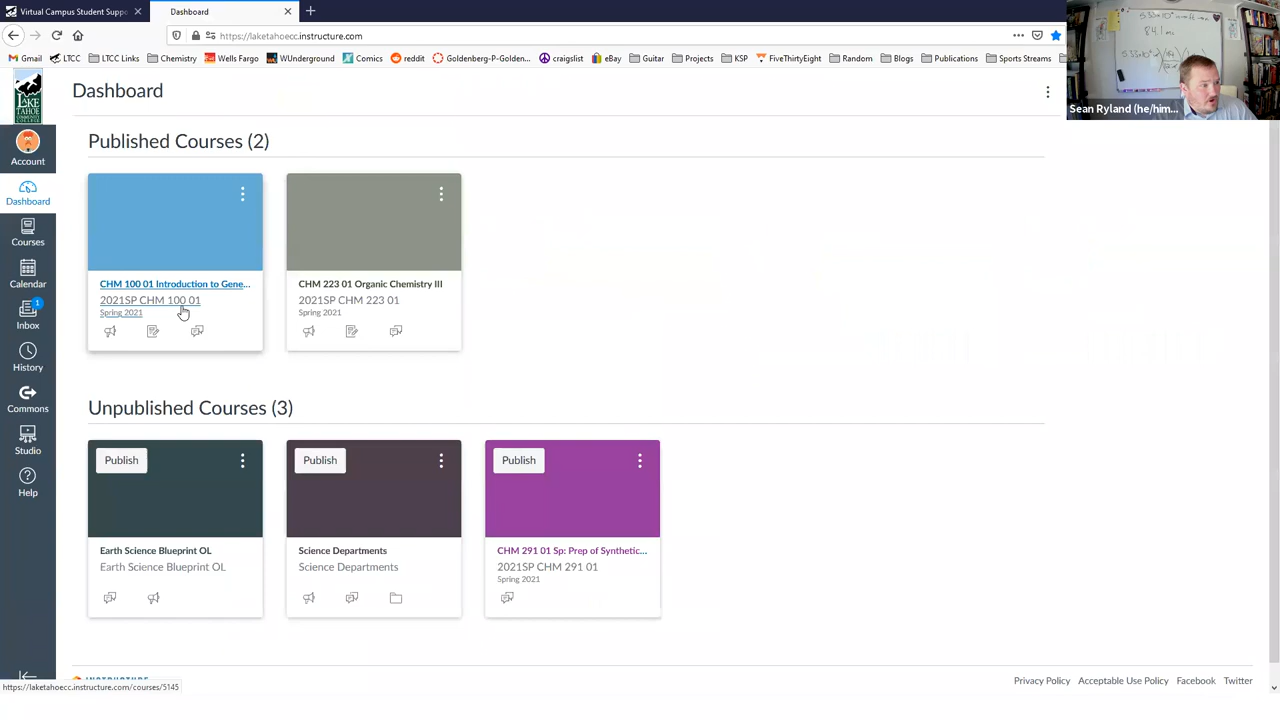 Virtual Campus Student Suppo
Dashboard
https://laketahoecc.instructure.com
Gmail
LTCC
LTCC Links
Chemistry
Wells Fargo
WUnderground
Comics
reddit
Goldenberg-P-Golden...
craigslist
eBay
Guitar
Projects
KSP
FiveThirtyEight
Random
Blogs
Publications
Sports Streams
Sean Ryland (he/him...
LAKE
TAHOE
Account
Dashboard
Courses
Calendar
1
Inbox
History
Commons
Studio
Help
Dashboard
Published Courses (2)
CHM 100 01 Introduction to Gene...
2021SP CHM 100 01
Spring 2021
CHM 223 01 Organic Chemistry III
2021SP CHM 223 01
Spring 2021
Unpublished Courses (3)
Publish
Earth Science Blueprint OL
Earth Science Blueprint OL
Publish
Science Departments
Science Departments
Publish
CHM 291 01 Sp: Prep of Synthetic...
2021SP CHM 291 01
Spring 2021
Privacy Policy
Acceptable Use Policy
Facebook
Twitter
https://laketahoecc.instructure.com/courses/5145